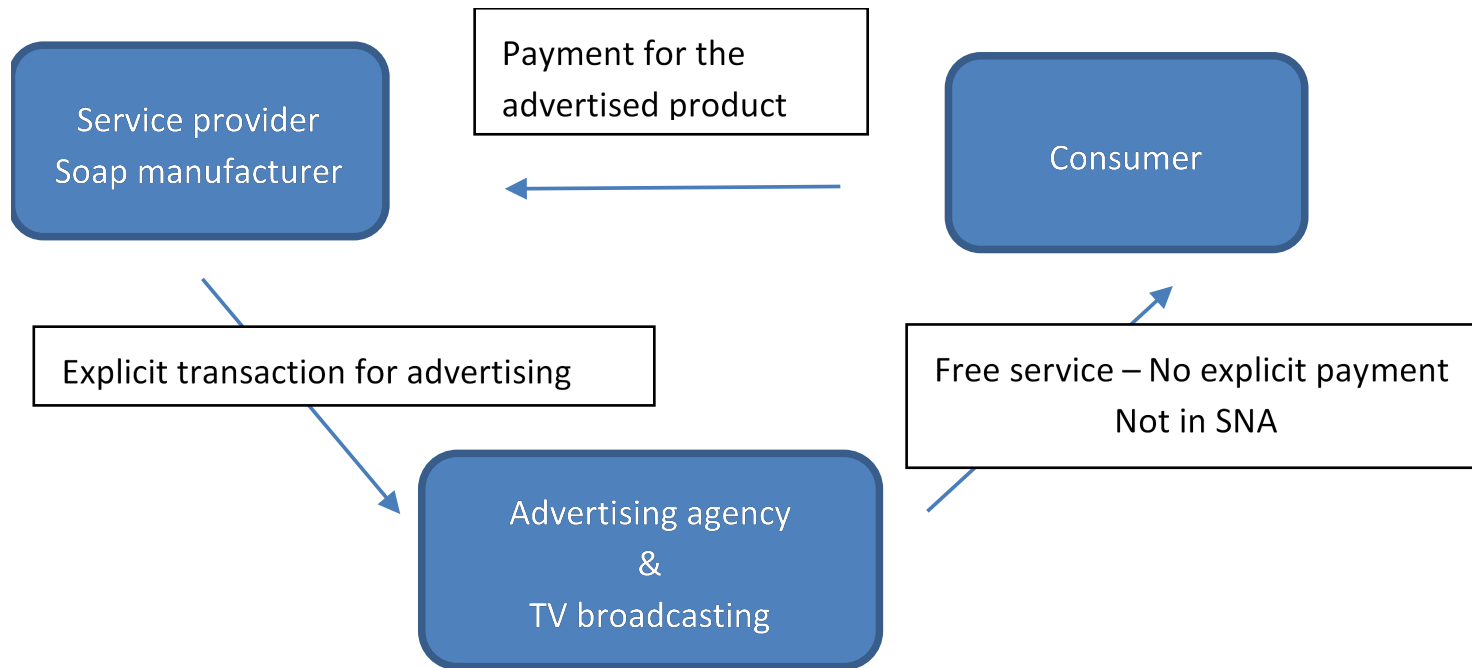 Payment for the
advertised product
Service provider
Soap manufacturer
Consumer
Explicit transaction for advertising
Free service – No explicit payment
Not in SNA
Advertising agency
&
TV broadcasting